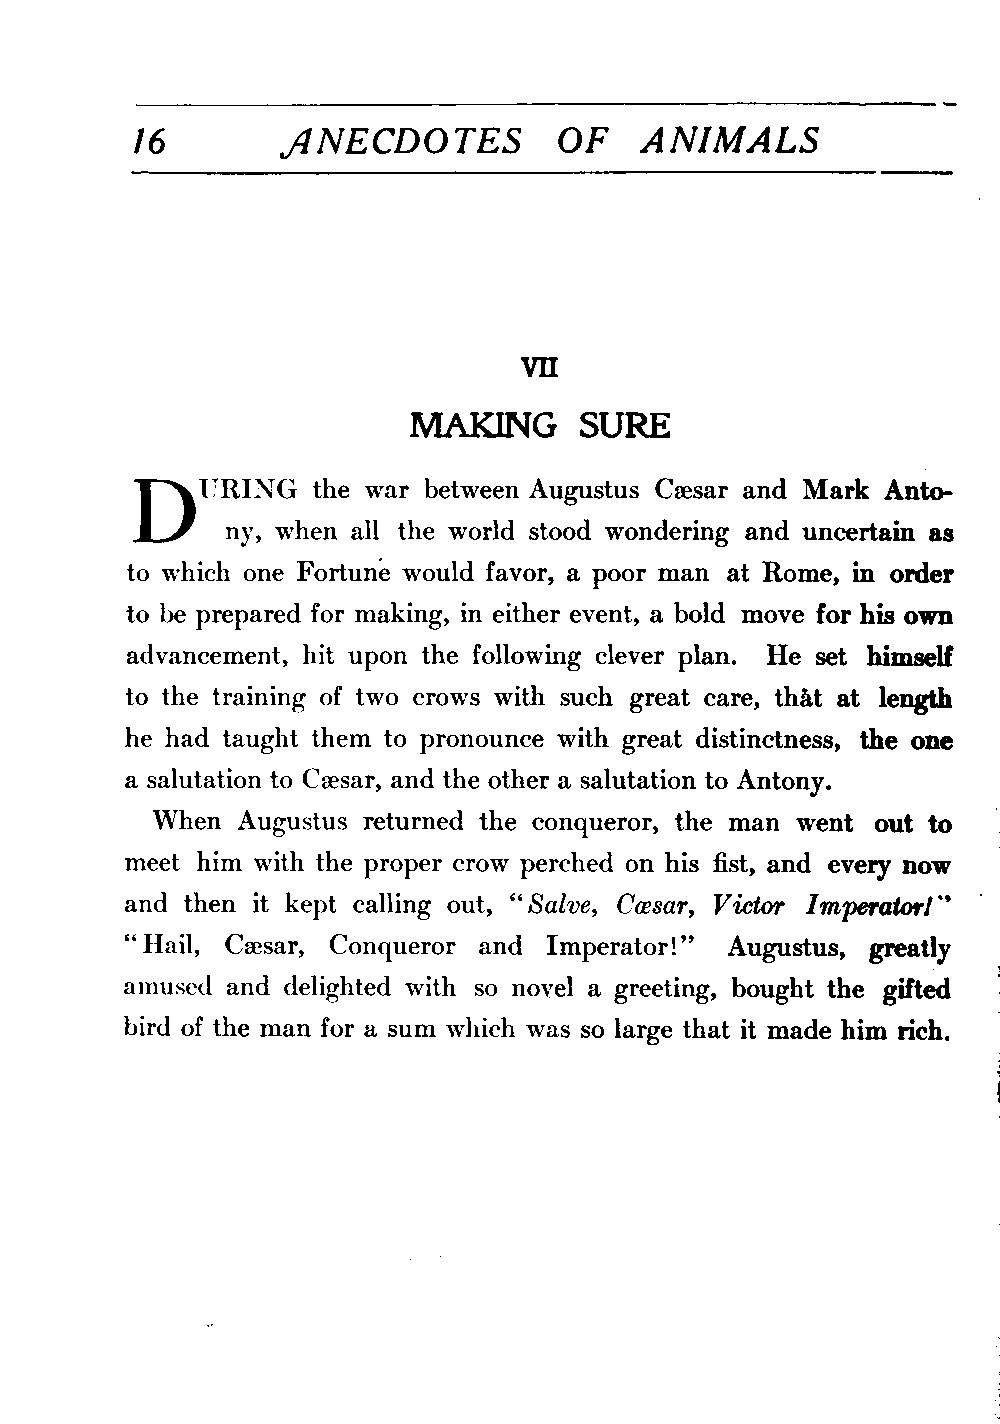 16 ANECDOTES OF ANIMALS
VII
MAKING SURE
DURING the war between Augustus Cæsar and Mark Anto-
ny, when all the world stood wondering and uncertain as
to which one Fortune would favor, a poor man at Rome, in order
to be prepared for making, in either event, a bold move for his own
advancement, hit upon the following clever plan. He set himself
to the training of two crows with such great care, that at length
he had taught them to pronounce with great distinctness, the one
a salutation to Cæsar, and the other a salutation to Antony.
When Augustus returned the conqueror, the man went out to
meet him with the proper crow perched on his fist, and every now
and then it kept calling out, "Salve, Cæsar, Victor Imperator!"
"Hail, Cæsar, Conqueror and Imperator!" Augustus, greatly
amused and delighted with so novel a greeting, bought the gifted
bird of the man for a sum which was so large that it made him rich.